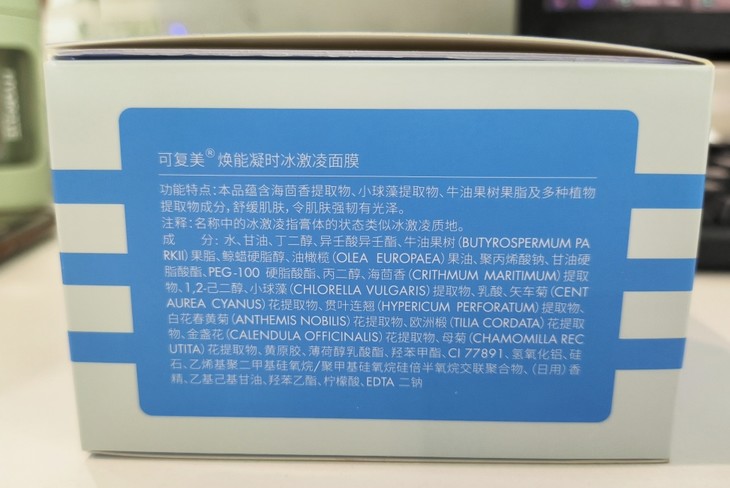 可复美® 焕能凝时冰激凌面膜
功能特点:本品蕴含海茴香提取物、小球藻提取物、牛油果树果脂及多种植物
提取物成分,舒缓肌肤,令肌肤强韧有光泽。
注释:名称中的冰激凌指膏体的状态类似冰激凌质地。
成 分:水、甘油、丁二醇、异壬酸异壬酯、牛油果树(BUTYROSPERMUM PA
RKII)果脂、鲸蜡硬脂醇、油橄榄(OLEA EUROPAEA)果油、聚丙烯酸钠、甘油硬
脂酸酯、PEG-100 硬脂酸酯、丙二醇、海茴香(CRITHMUM MARITIMUM)提取
物、1,2-己二醇、小球藻(CHLORELLA VULGARIS)提取物、乳酸、矢车菊(CENT
AUREA CYANUS)花提取物、贯叶连翘(HYPERICUM PERFORATUM)提取物、
白花春黄菊(ANTHEMIS NOBILIS)花提取物、欧洲椴(TILIA CORDATA)花提取
物、金盏花(CALENDULA OFFICINALIS)花提取物、母菊(CHAMOMILLA REC
UTITA)花提取物、黄原胶、薄荷醇乳酸酯、羟苯甲酯、CI 77891、氢氧化铝、硅
石、乙烯基聚二甲基硅氧烷/聚甲基硅氧烷硅倍半氧烷交联聚合物、(日用)香
精、乙基己基甘油、羟苯乙酯、柠檬酸、EDTA 二钠